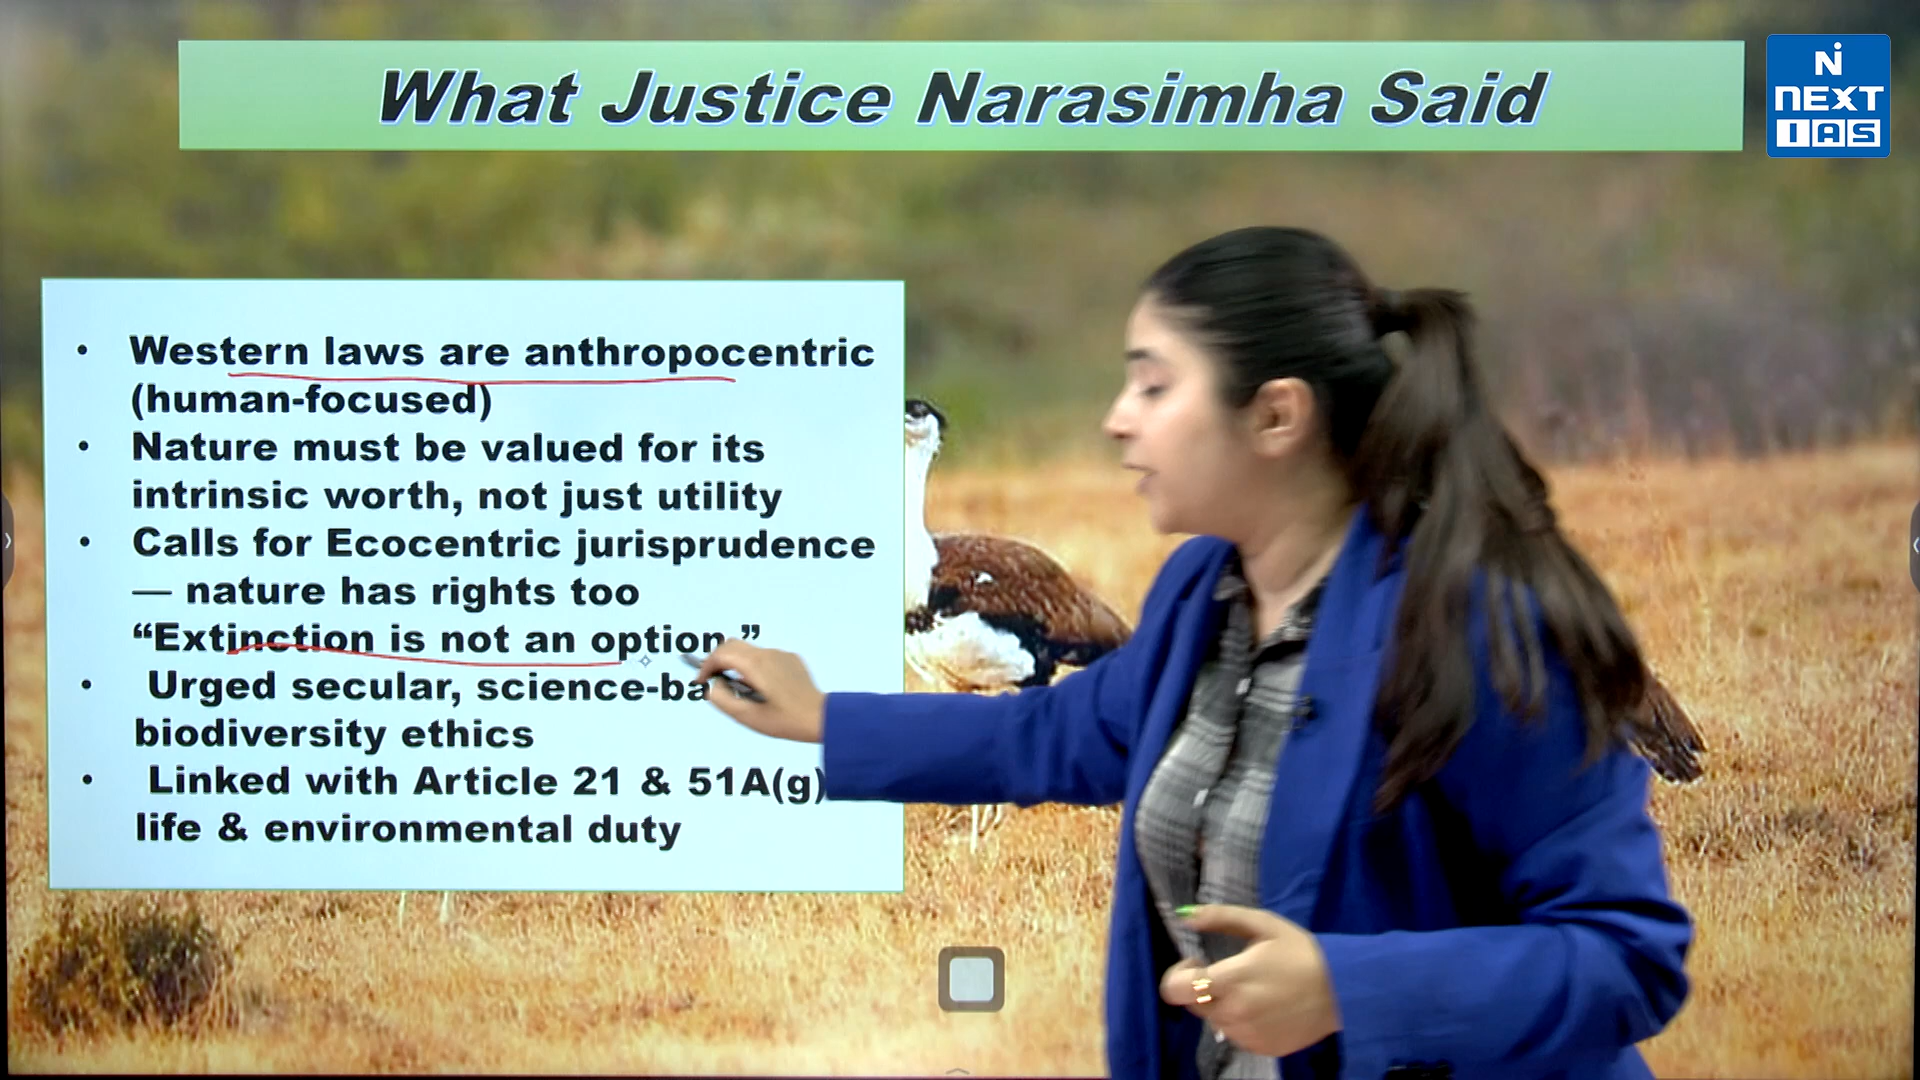 What Justice Narasimha Said
N
NEXT
IAS
• Western laws are anthropocentric
(human-focused)
• Nature must be valued for its
intrinsic worth, not just utility
• Calls for Ecocentric jurisprudence
— nature has rights too
“Extinction is not an option.”
• Urged secular,
biodiversity ethics
• Linked with Article 21 & 51A(g)
life & environmental duty